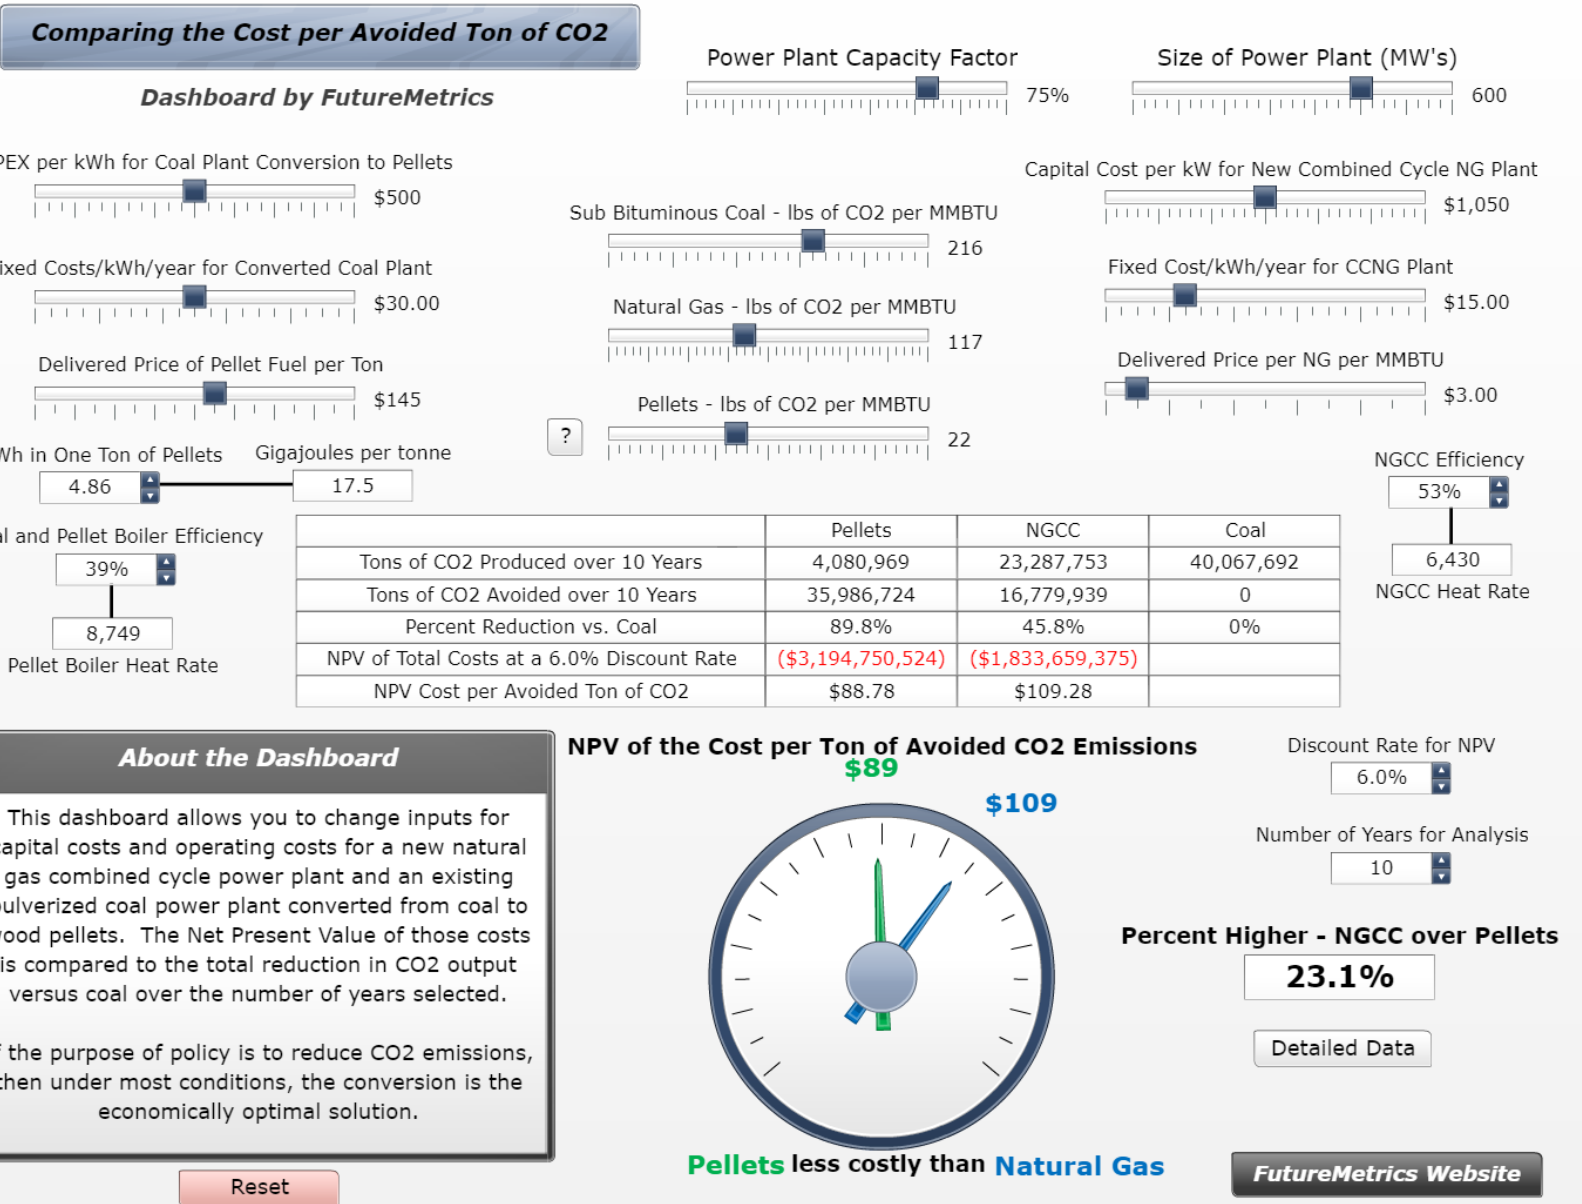 Comparing the Cost per Avoided Ton of CO2
Dashboard by FutureMetrics
Power Plant Capacity Factor
75%
Size of Power Plant (MW's)
600
PEX per kWh for Coal Plant Conversion to Pellets
$500
ixed Costs/kWh/year for Converted Coal Plant
$30.00
Delivered Price of Pellet Fuel per Ton
$145
Sub Bituminous Coal - lbs of CO2 per MMBTU
216
Natural Gas - lbs of CO2 per MMBTU
117
Pellets - lbs of CO2 per MMBTU
?
22
Capital Cost per kW for New Combined Cycle NG Plant
$1,050
Fixed Cost/kWh/year for CCNG Plant
$15.00
Delivered Price per NG per MMBTU
$3.00
Wh in One Ton of Pellets
4.86
Gigajoules per tonne
17.5
al and Pellet Boiler Efficiency
39%
8,749
Pellet Boiler Heat Rate
NGCC Efficiency
53%
6,430
NGCC Heat Rate
Pellets NGCC Coal
Tons of CO2 Produced over 10 Years 4,080,969 23,287,753 40,067,692
Tons of CO2 Avoided over 10 Years 35,986,724 16,779,939 0
Percent Reduction vs. Coal 89.8% 45.8% 0%
NPV of Total Costs at a 6.0% Discount Rate ($3,194,750,524) ($1,833,659,375)
NPV Cost per Avoided Ton of CO2 $88.78 $109.28
About the Dashboard
This dashboard allows you to change inputs for
capital costs and operating costs for a new natural
gas combined cycle power plant and an existing
pulverized coal power plant converted from coal to
wood pellets. The Net Present Value of those costs
is compared to the total reduction in CO2 output
versus coal over the number of years selected.
f the purpose of policy is to reduce CO2 emissions,
then under most conditions, the conversion is the
economically optimal solution.
Reset
NPV of the Cost per Ton of Avoided CO2 Emissions
$89
$109
Pellets less costly than Natural Gas
Discount Rate for NPV
6.0%
Number of Years for Analysis
10
Percent Higher - NGCC over Pellets
23.1%
Detailed Data
FutureMetrics Website